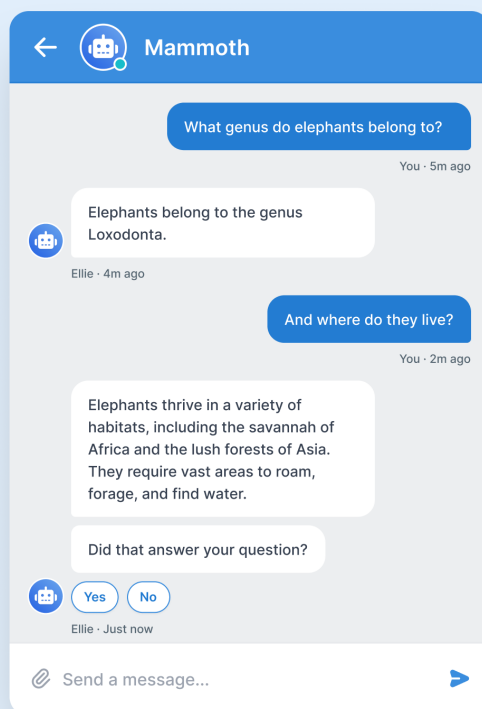 Mammoth
What genus do elephants belong to?
You · 5m ago
Elephants belong to the genus
Loxodonta.
Ellie · 4m ago
And where do they live?
You · 2m ago
Elephants thrive in a variety of
habitats, including the savannah of
Africa and the lush forests of Asia.
They require vast areas to roam,
forage, and find water.
Did that answer your question?
Yes No
Ellie · Just now
Send a message...